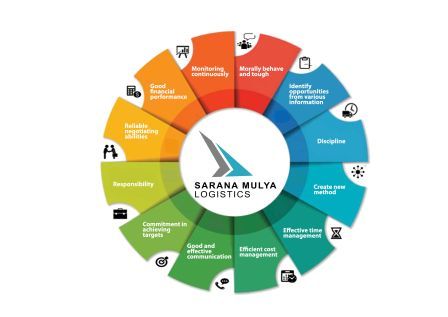 Monitoring
continuously
Morally behave
and tough
Identify
opportunities
from various
information
Discipline
Create new
method
Effective time
management
Efficient cost
management
Good and
effective
communication
Commitment in
achieving
targets
Responsibility
Reliable
negotiating
abilities
Good
financial
performance
SARANA MULYA
LOGISTICS